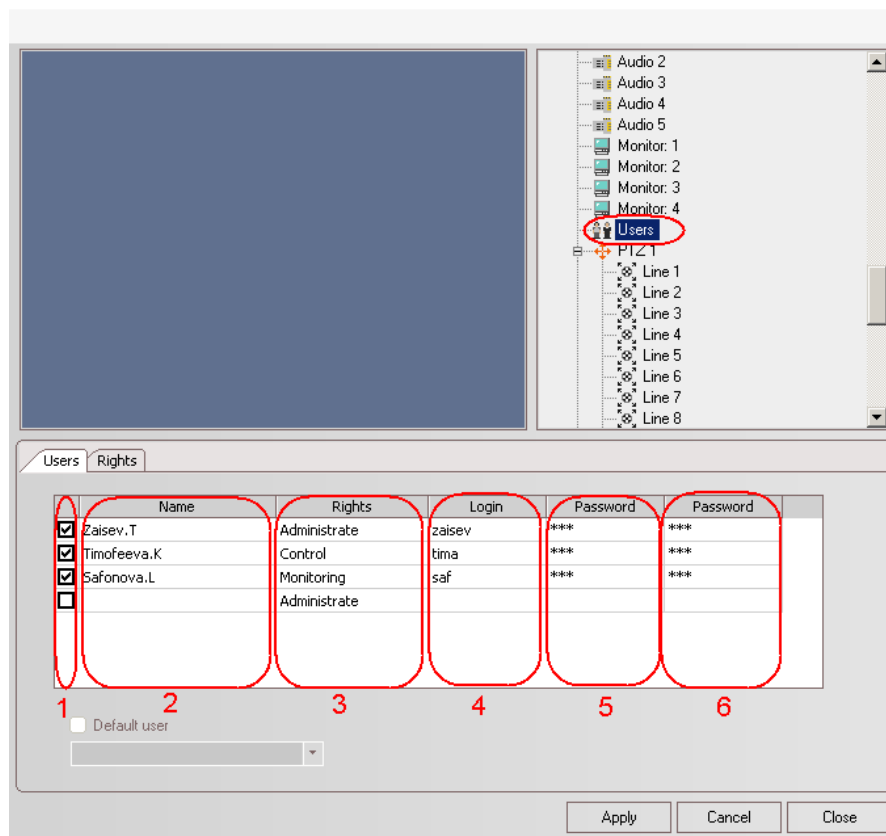 Audio 2
Audio 3
Audio 4
Audio 5
Monitor: 1
Monitor: 2
Monitor: 3
Monitor: 4
Users
PTZ 1
Line 1
Line 2
Line 3
Line 4
Line 5
Line 6
Line 7
Line 8
Users Rights
Name Rights Login Password Password
Zaisev.T Administrate zaisev *** ***
Timofeeva.K Control tima *** ***
Safonova.L Monitoring saf *** ***
Administrate
1 2 3 4 5 6
Default user
Apply Cancel Close